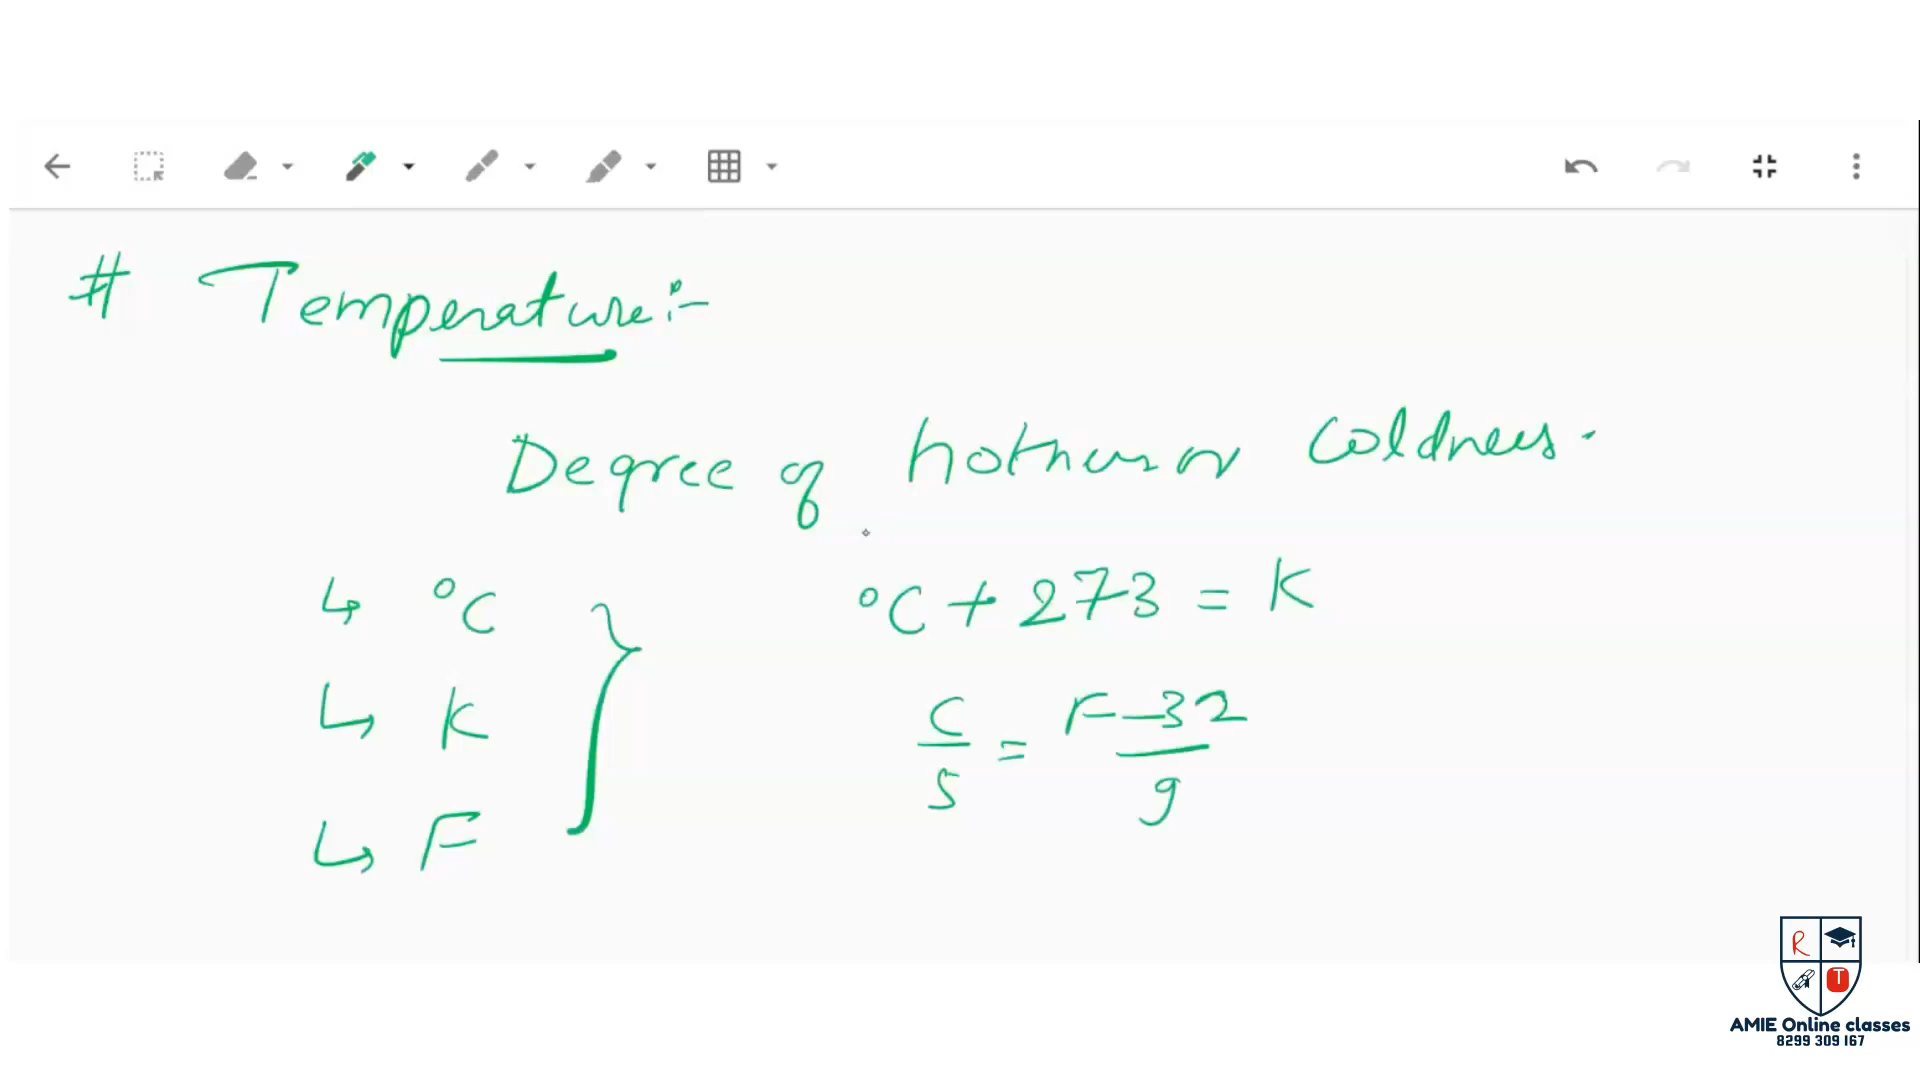 # Temperature:-
Degree of hotness or coldness.
↳ °C
↳ K
↳ F
°C + 273 = K
C/5 = F-32/9
R
T
AMIE Online classes
8299 309 167